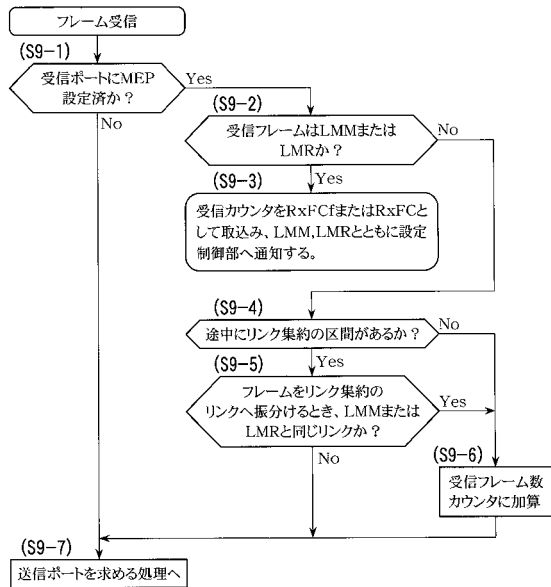 フレーム受信
(S9-1)
受信ポートにMEP
設定済か？
Yes
No
(S9-2)
受信フレームはLMMまたは
LMRか？
No
Yes
(S9-3)
受信カウンタをRxFCfまたはRxFCと
して取込み、LMM,LMRとともに設定
制御部へ通知する。
(S9-4)
途中にリンク集約の区間があるか？
No
Yes
(S9-5)
フレームをリンク集約の
リンクへ振分けるとき、LMMまたは
LMRと同じリンクか？
Yes
No
(S9-6)
受信フレーム数
カウンタに加算
(S9-7)
送信ポートを求める処理へ